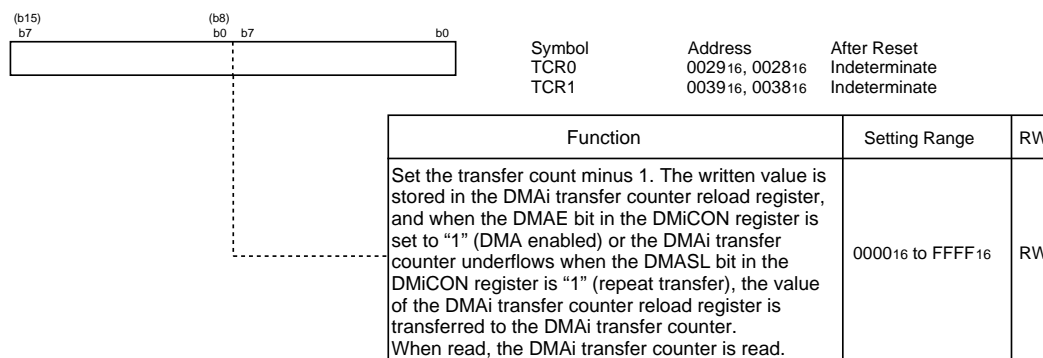 (b15) (b8)
b7 b0 b7 b0
Symbol Address After Reset
TCR0 002916, 002816 Indeterminate
TCR1 003916, 003816 Indeterminate
Function Setting Range RW
Set the transfer count minus 1. The written value is
stored in the DMAi transfer counter reload register,
and when the DMAE bit in the DMiCON register is
set to “1” (DMA enabled) or the DMAi transfer
counter underflows when the DMASL bit in the
DMiCON register is “1” (repeat transfer), the value
of the DMAi transfer counter reload register is
transferred to the DMAi transfer counter.
When read, the DMAi transfer counter is read.
000016 to FFFF16 RW